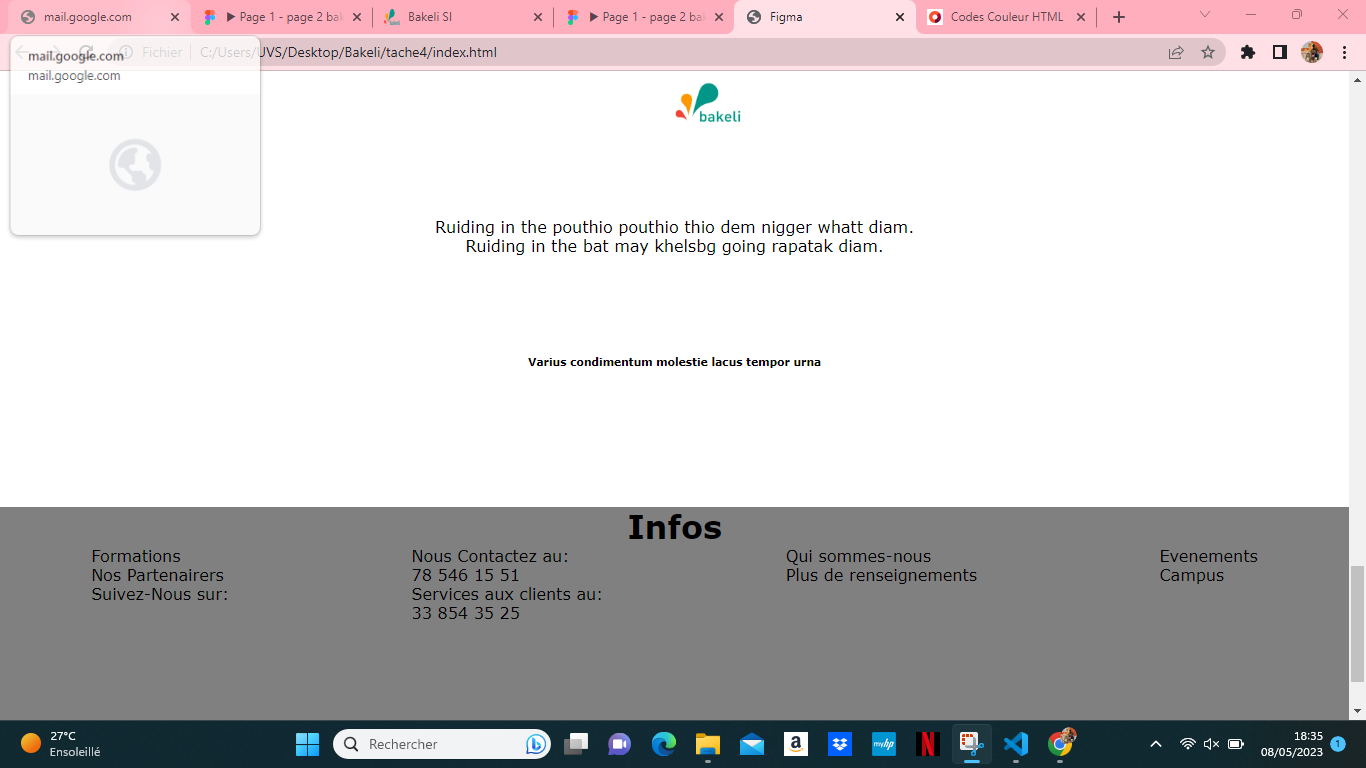 mail.google.com
Page 1 - page 2 bak
Bakeli SI
Page 1 - page 2 bak
Figma
Codes Couleur HTML
Fichier
C:/Users/UVS/Desktop/Bakeli/tache4/index.html
mail.google.com
mail.google.com
bakeli
Ruiding in the pouthio pouthio thio dem nigger whatt diam.
Ruiding in the bat may khelsbg going rapatak diam.
Varius condimentum molestie lacus tempor urna
Infos
Formations
Nos Partenairers
Suivez-Nous sur:
Nous Contactez au:
78 546 15 51
Services aux clients au:
33 854 35 25
Qui sommes-nous
Plus de renseignements
Evenements
Campus
27°C
Ensoleillé
Rechercher
a
myhp
N
18:35
08/05/2023
1